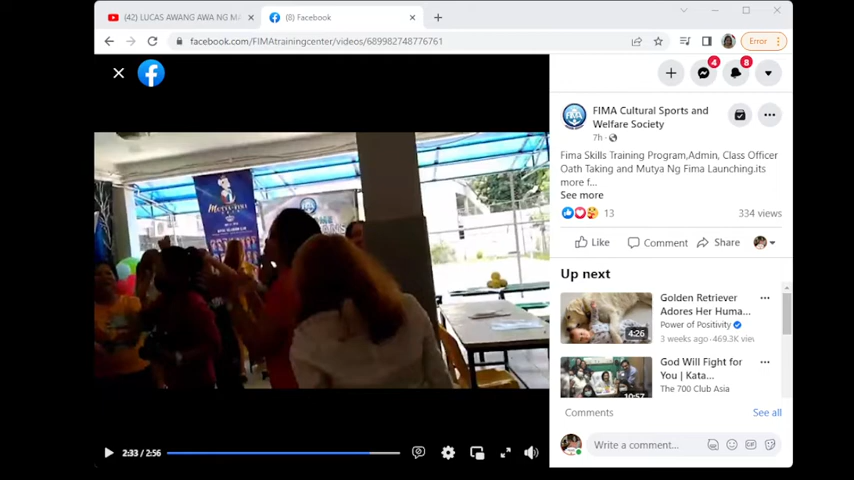 (42) LUCAS AWANG AWA NG MA
(8) Facebook
facebook.com/FIMAtrainingcenter/videos/689982748776761
Error
4
8
FIMA Cultural Sports and
Welfare Society
7h
Fima Skills Training Program,Admin, Class Officer
Oath Taking and Mutya Ng Fima Launching.its
more f...
See more
13
334 views
Like
Comment
Share
Up next
Golden Retriever
Adores Her Huma...
Power of Positivity
3 weeks ago · 469.3K vie
4:26
God Will Fight for
You | Kata...
The 700 Club Asia
10:57
Comments
See all
Write a comment...
2:33 / 2:56